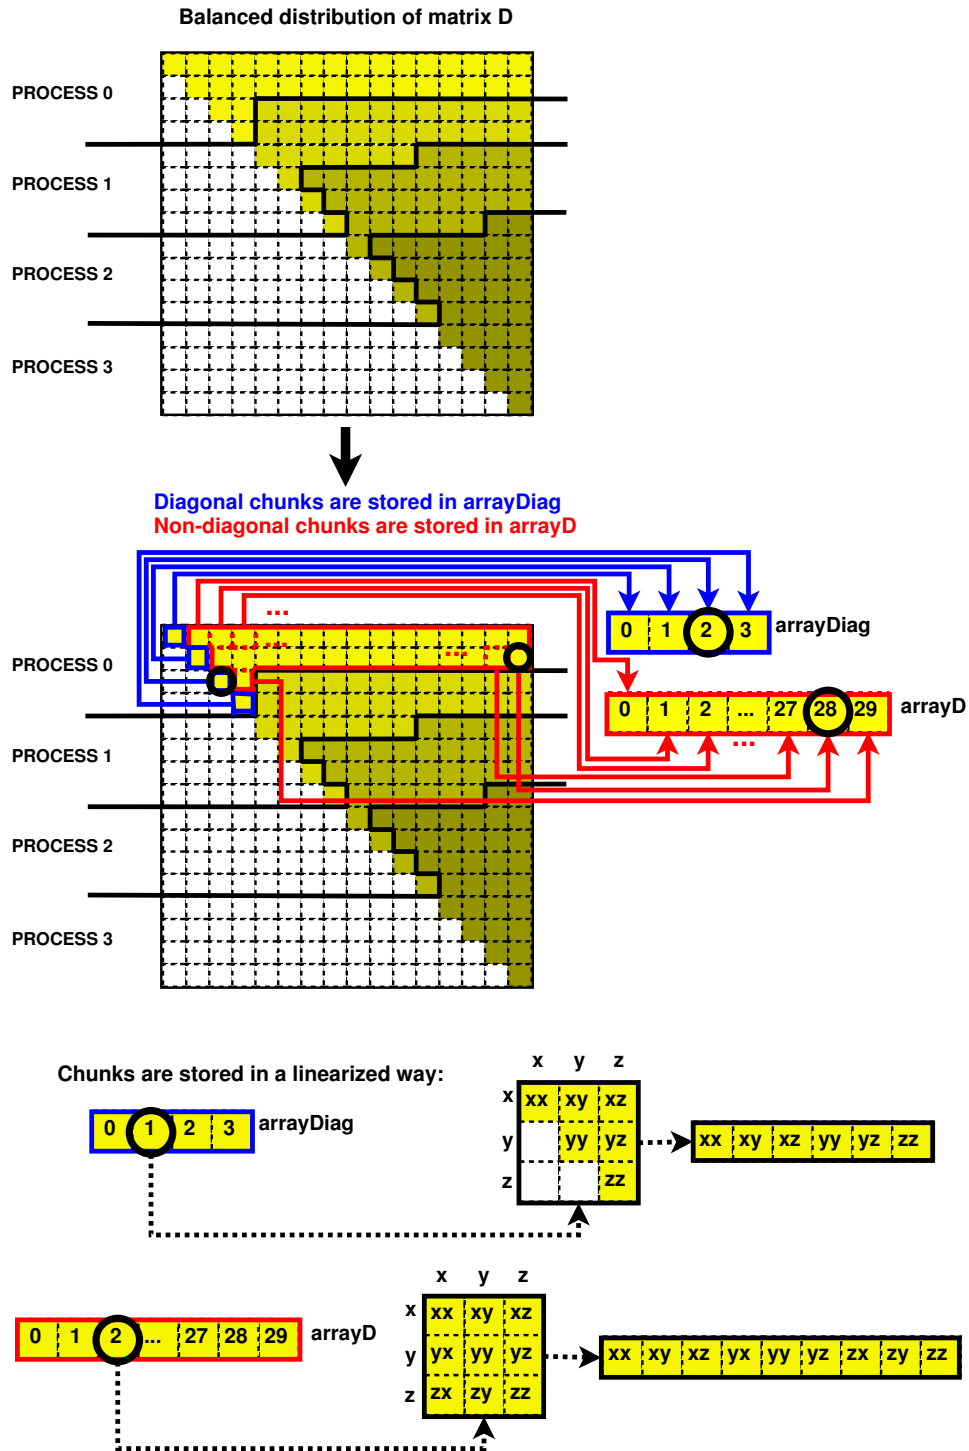 Balanced distribution of matrix D
PROCESS 0
PROCESS 1
PROCESS 2
PROCESS 3
Diagonal chunks are stored in arrayDiag
Non-diagonal chunks are stored in arrayD
...
... ...
0 1 2 3 arrayDiag
PROCESS 0
0 1 2 ... 27 28 29 arrayD
...
PROCESS 1
PROCESS 2
PROCESS 3
Chunks are stored in a linearized way:
x y z
x xx xy xz
0 1 2 3 arrayDiag
y yy yz
xx xy xz yy yz zz
z zz
x y z
x xx xy xz
0 1 2 ... 27 28 29 arrayD
y yx yy yz
xx xy xz yx yy yz zx zy zz
z zx zy zz